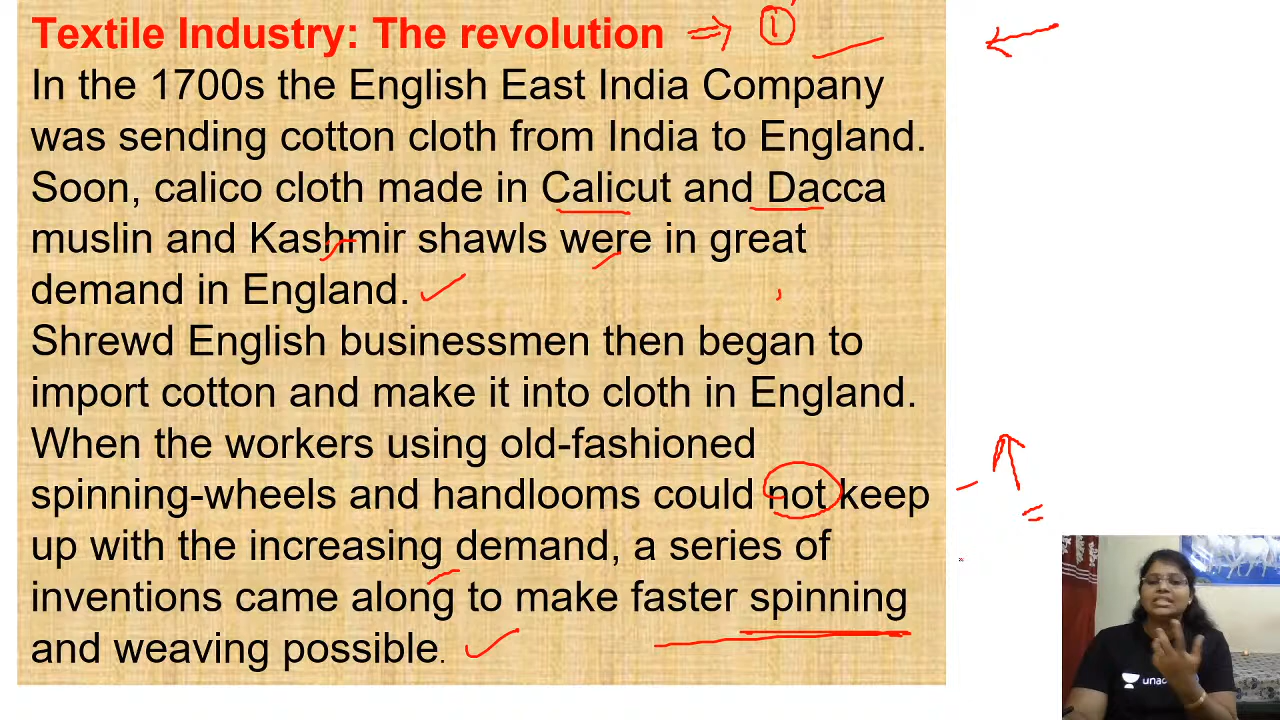 Textile Industry: The revolution ⇒ 1
In the 1700s the English East India Company
was sending cotton cloth from India to England.
Soon, calico cloth made in Calicut and Dacca
muslin and Kashmir shawls were in great
demand in England.
Shrewd English businessmen then began to
import cotton and make it into cloth in England.
When the workers using old-fashioned
spinning-wheels and handlooms could not keep
up with the increasing demand, a series of
inventions came along to make faster spinning
and weaving possible.